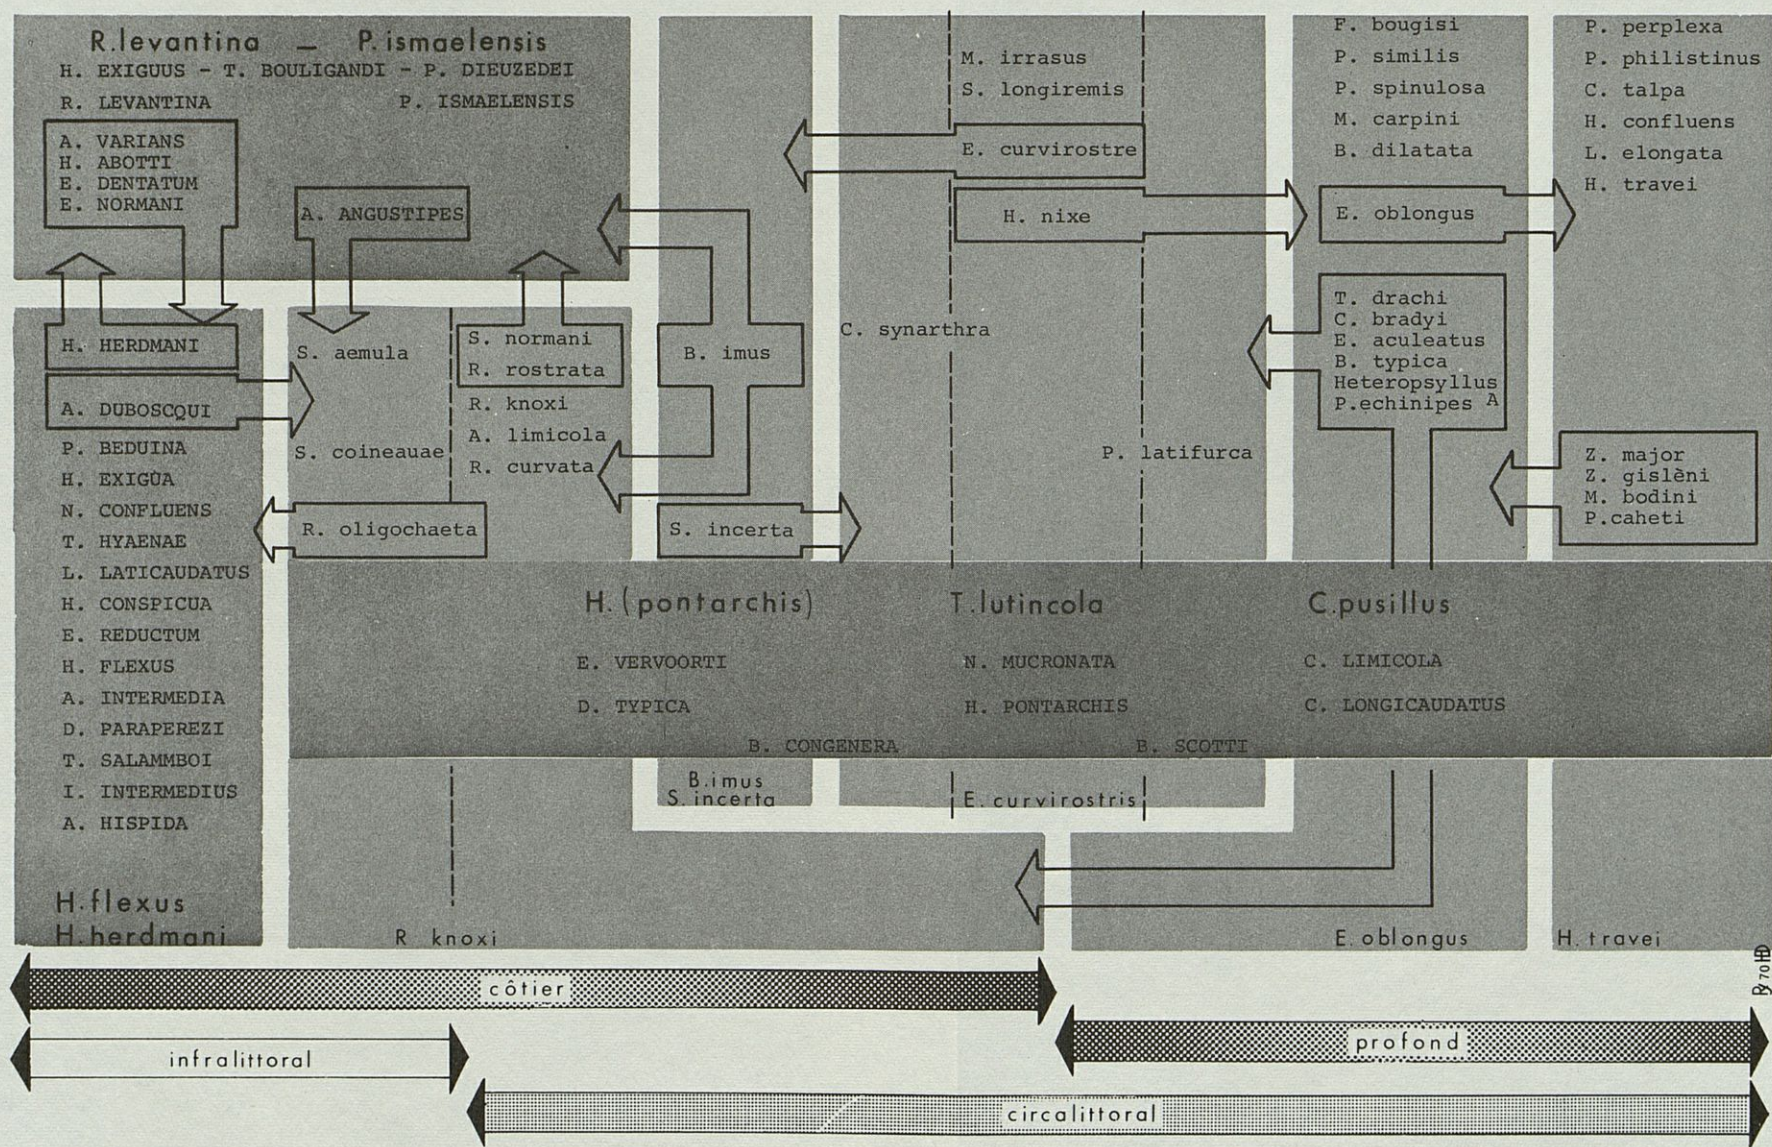 R.levantina — P.ismaelensis
H. EXIGUUS - T. BOULIGANDI - P. DIEUZEDEI
R. LEVANTINA P. ISMAELENSIS
A. VARIANS
H. ABOTTI
E. DENTATUM
E. NORMANI
A. ANGUSTIPES
M. irrasus
S. longiremis
E. curvirostre
H. nixe
F. bougisi
P. similis
P. spinulosa
M. carpini
B. dilatata
E. oblongus
P. perplexa
P. philistinus
C. talpa
H. confluens
L. elongata
H. travei
H. HERDMANI
A. DUBOSCQUI
P. BEDUINA
H. EXIGÙA
N. CONFLUENS
T. HYAENAE
L. LATICAUDATUS
H. CONSPICUA
E. REDUCTUM
H. FLEXUS
A. INTERMEDIA
D. PARAPEREZI
T. SALAMMBOI
I. INTERMEDIUS
A. HISPIDA
H.flexus
H.herdmani
S. aemula
S. coineauae
R. oligochaeta
S. normani
R. rostrata
R. knoxi
A. limicola
R. curvata
B. imus
S. incerta
C. synarthra
P. latifurca
T. drachi
C. bradyi
E. aculeatus
B. typica
Heteropsyllus
P.echinipes A
Z. major
Z. gislèni
M. bodini
P.caheti
H. (pontarchis) T.lutincola C.pusillus
E. VERVOORTI N. MUCRONATA C. LIMICOLA
D. TYPICA H. PONTARCHIS C. LONGICAUDATUS
B. CONGENERA B. SCOTTI
B.imus
S.incerta
E.curvirostris
R knoxi
E.oblongus
H.travei
côtier
profond
infralittoral
circalittoral